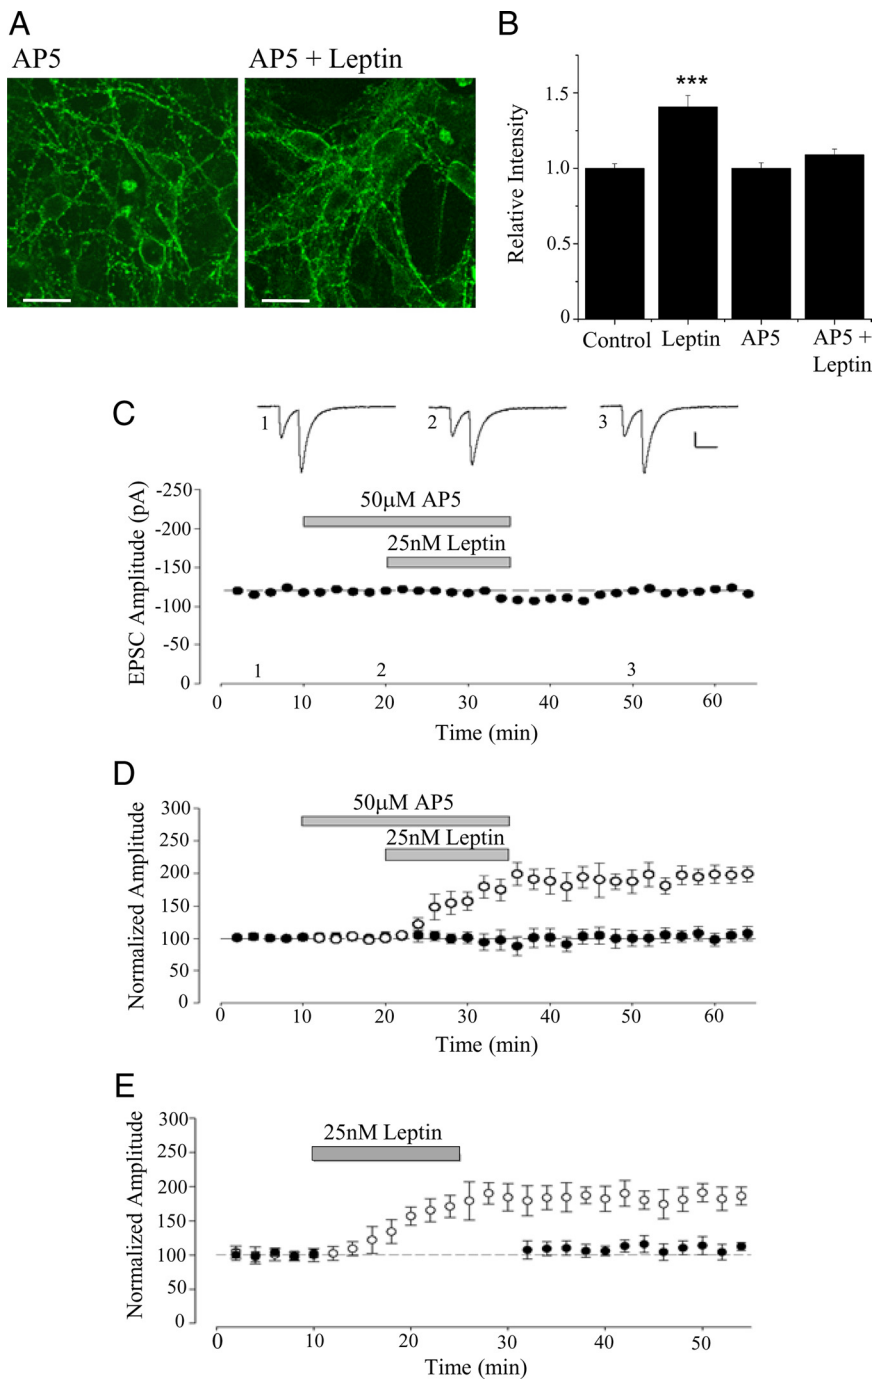 A
AP5
AP5 + Leptin
B
Relative Intensity
1.5
1.0
0.5
0
***
Control
Leptin
AP5
AP5 +
Leptin
C
1
2
3
EPSC Amplitude (pA)
-250
-200
-150
-100
-50
0
50μM AP5
25nM Leptin
1
2
3
0
10
20
30
40
50
60
Time (min)
D
Normalized Amplitude
300
250
200
150
100
50
0
50μM AP5
25nM Leptin
0
10
20
30
40
50
60
Time (min)
E
Normalized Amplitude
300
250
200
150
100
50
0
25nM Leptin
0
10
20
30
40
50
Time (min)